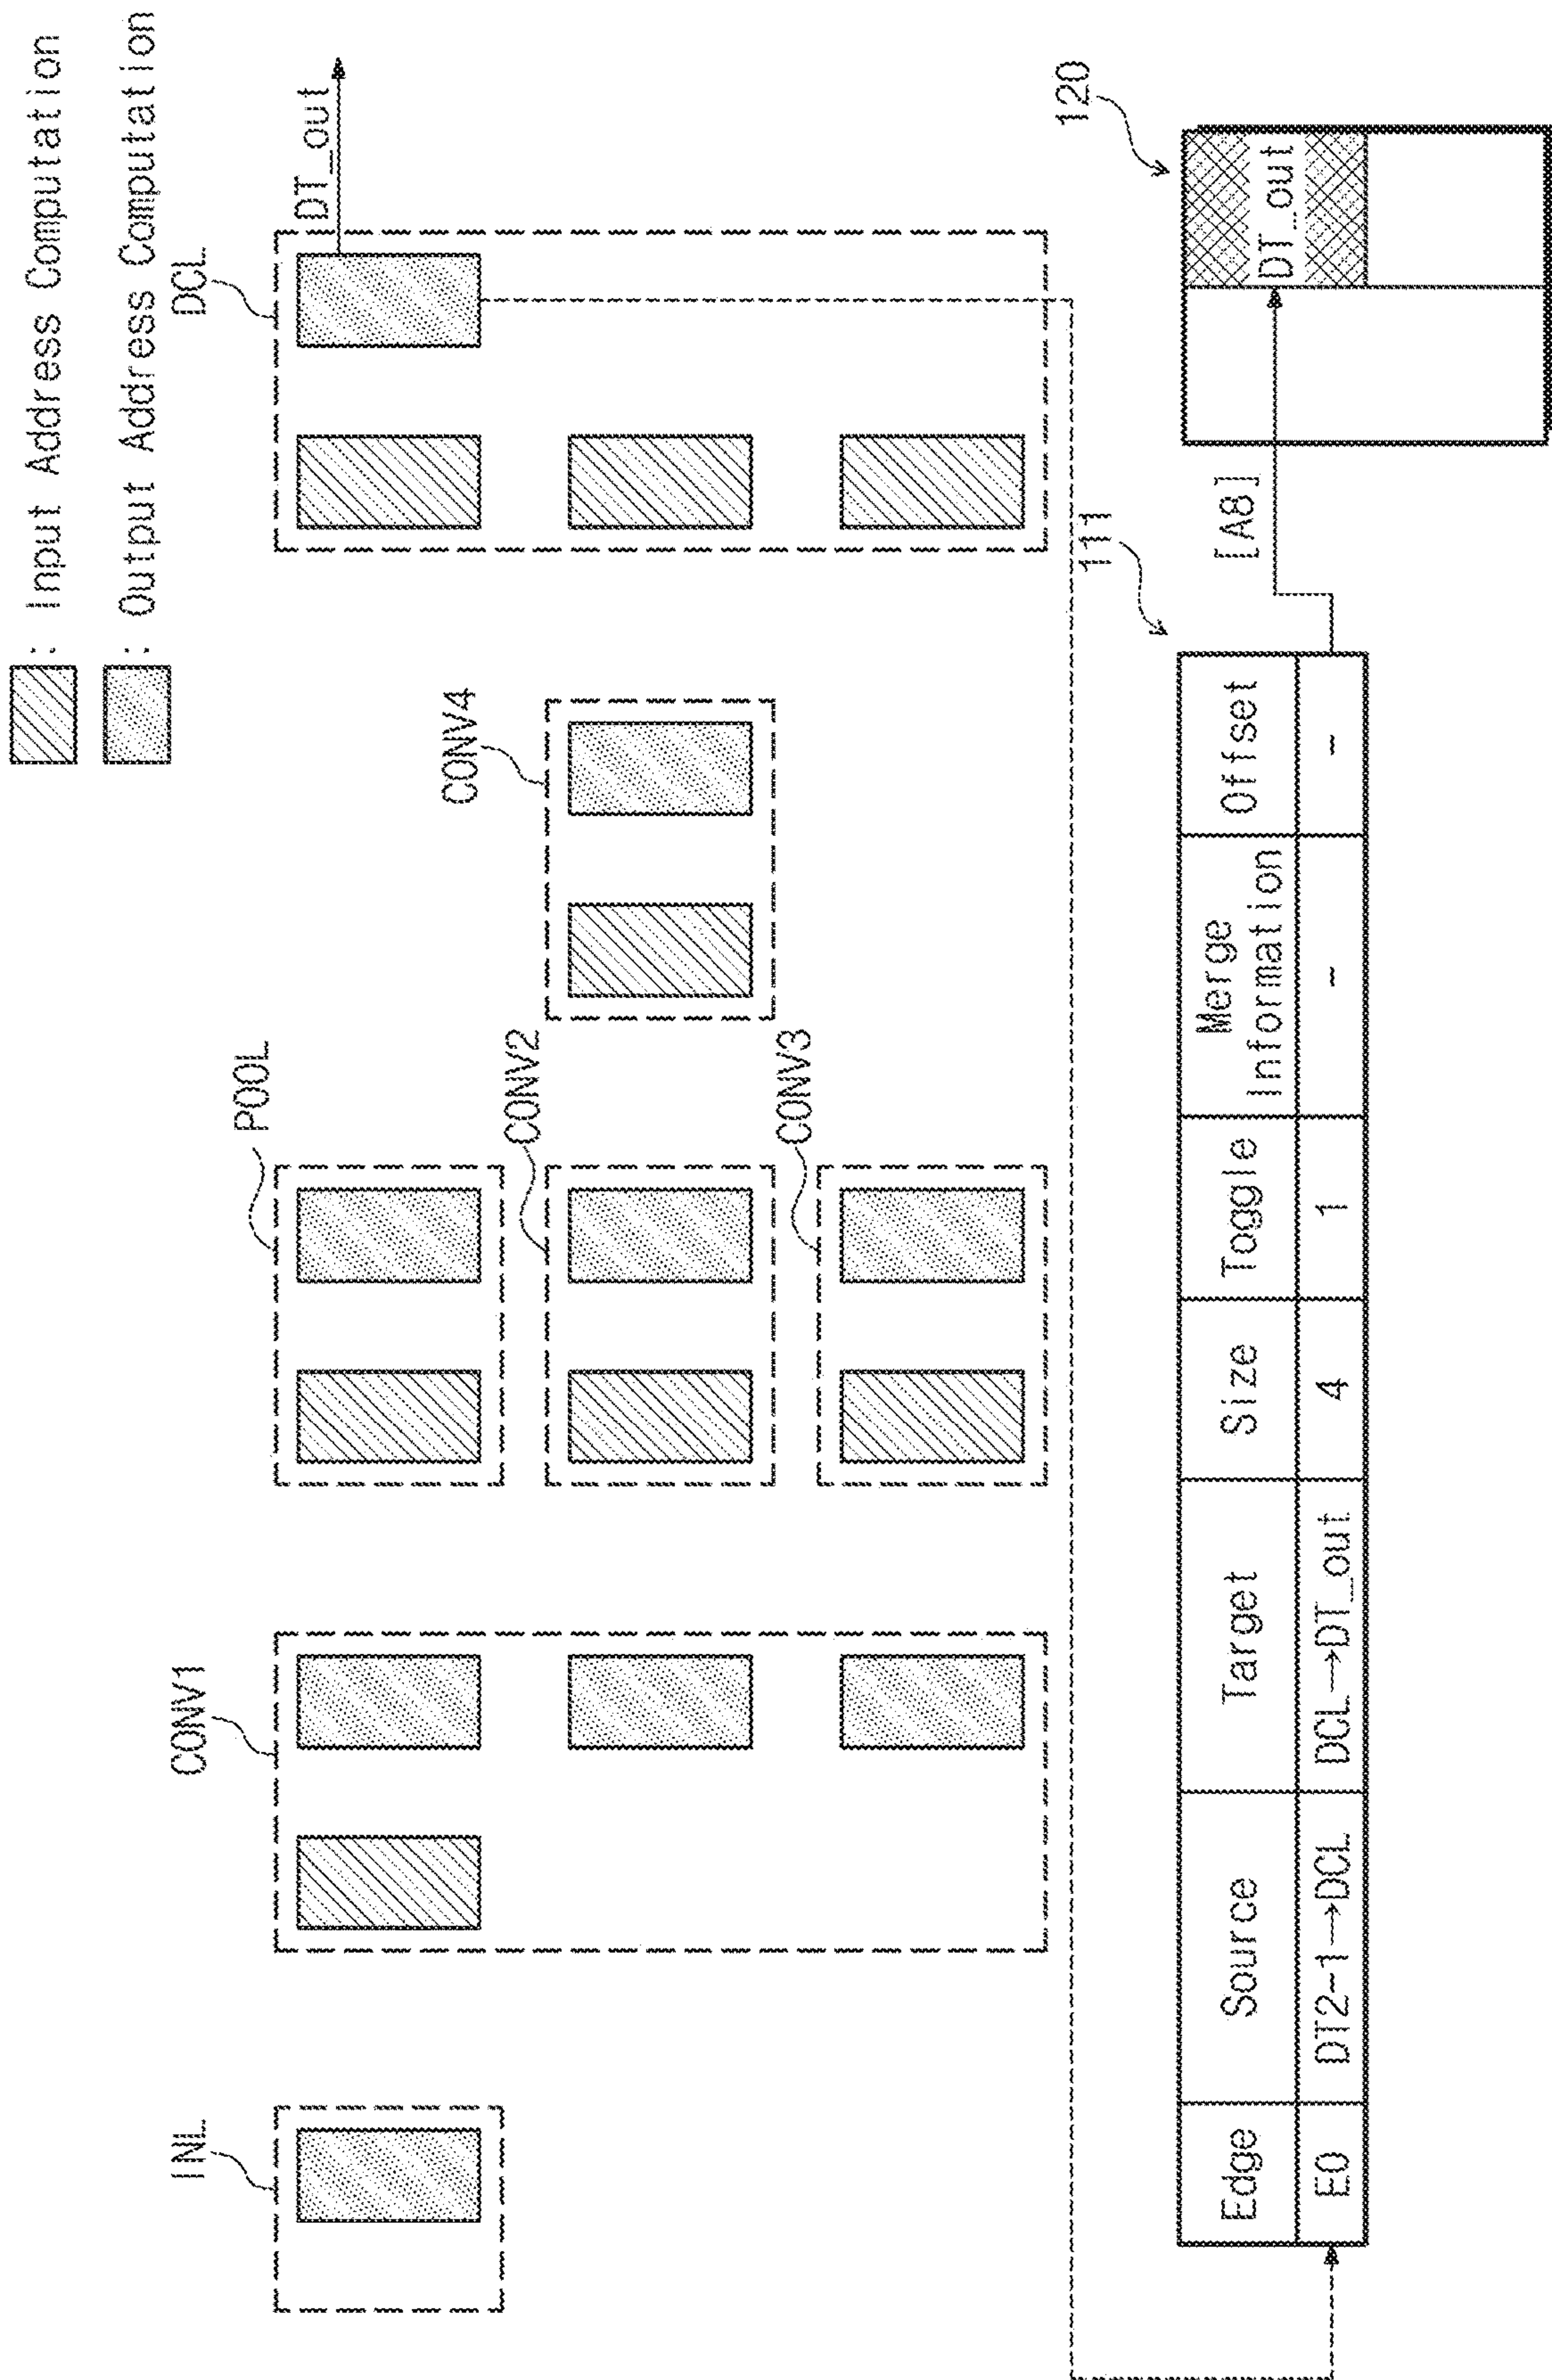 : Input Address Computation
: Output Address Computation
INL
CONV1
POOL
CONV2
CONV3
CONV4
DCL
DT_out
111
Edge Source Target Size Toggle Merge Information Offset
E0 DT2-1→DCL DCL→DT_out 4 1 - -
[A8]
120
DT_out